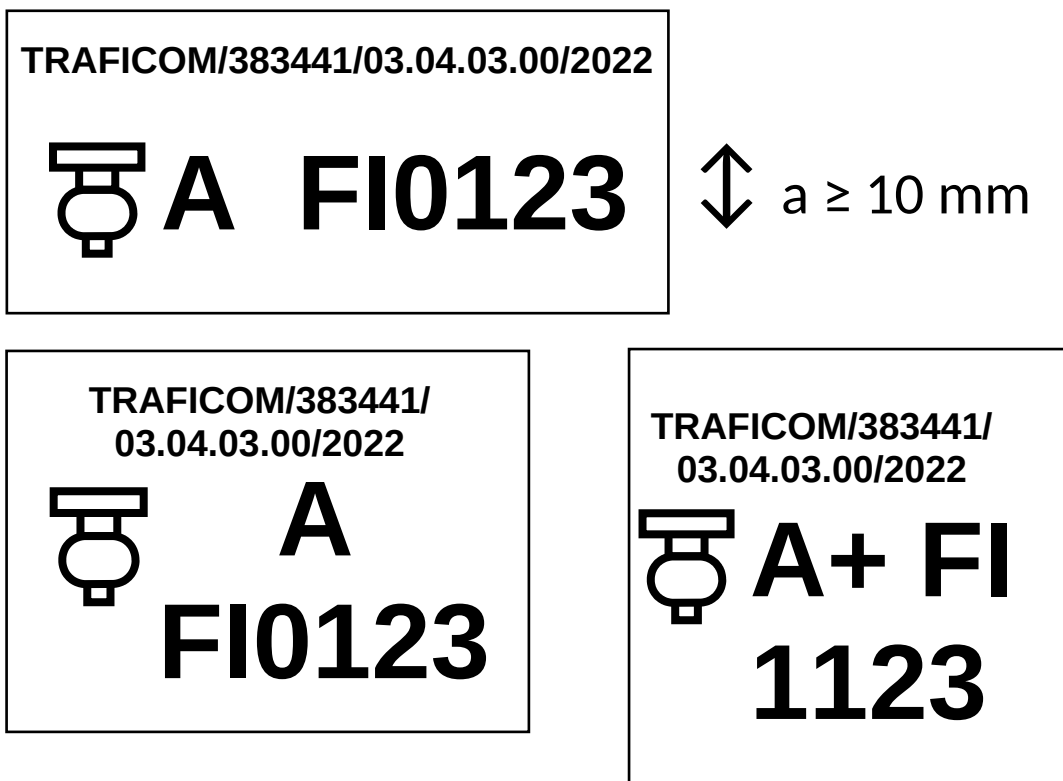 TRAFICOM/383441/03.04.03.00/2022
A FI0123
a ≥ 10 mm
TRAFICOM/383441/
03.04.03.00/2022
A
FI0123
TRAFICOM/383441/
03.04.03.00/2022
A+ FI
1123